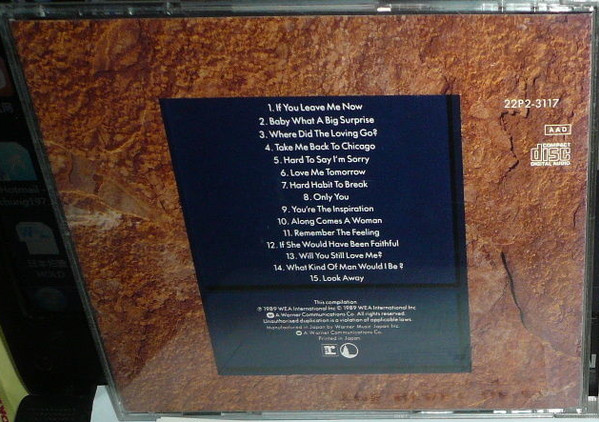 1. If You Leave Me Now
2. Baby What A Big Surprise
3. Where Did The Loving Go?
4. Take Me Back To Chicago
5. Hard To Say I'm Sorry
6. Love Me Tomorrow
7. Hard Habit To Break
8. Only You
9. You're The Inspiration
10. Along Comes A Woman
11. Remember The Feeling
12. If She Would Have Been Faithful
13. Will You Still Love Me?
14. What Kind Of Man Would I Be?
15. Look Away
This compilation
℗ 1989 WEA International Inc © 1989 WEA International Inc
A Warner Communications Co. All rights reserved.
Unauthorised duplication is a violation of applicable laws.
Manufactured in Japan by Warner Music Japan Inc.
A Warner Communications Co.
Printed in Japan
22P2-3117
AAD
COMPACT
disc
DIGITAL AUDIO
Hotmail -